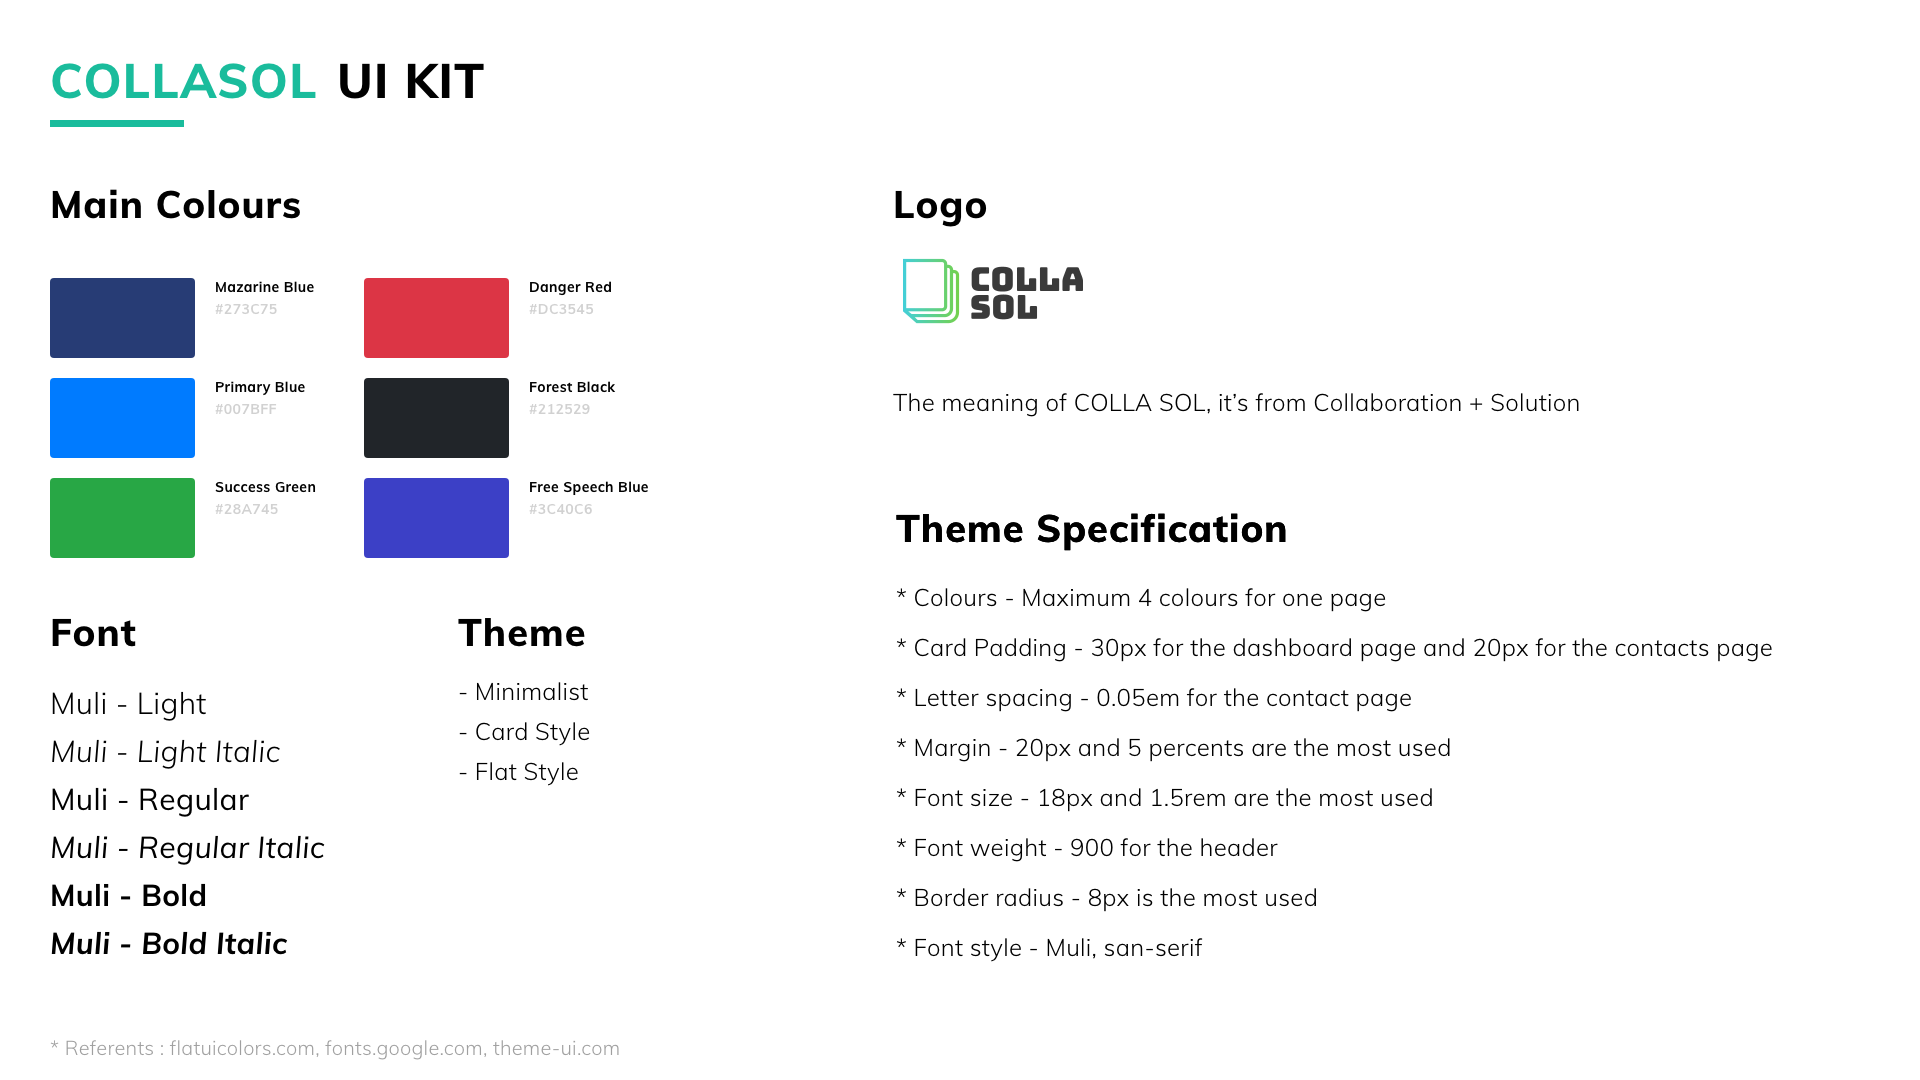 COLLASOL UI KIT
Main Colours
Mazarine Blue
#273C75
Danger Red
#DC3545
Primary Blue
#007BFF
Forest Black
#212529
Success Green
#28A745
Free Speech Blue
#3C40C6
Font
Muli - Light
Muli - Light Italic
Muli - Regular
Muli - Regular Italic
Muli - Bold
Muli - Bold Italic
Theme
- Minimalist
- Card Style
- Flat Style
Logo
COLLA
SOL
The meaning of COLLA SOL, it’s from Collaboration + Solution
Theme Specification
* Colours - Maximum 4 colours for one page
* Card Padding - 30px for the dashboard page and 20px for the contacts page
* Letter spacing - 0.05em for the contact page
* Margin - 20px and 5 percents are the most used
* Font size - 18px and 1.5rem are the most used
* Font weight - 900 for the header
* Border radius - 8px is the most used
* Font style - Muli, san-serif
* Referents : flatuicolors.com, fonts.google.com, theme-ui.com